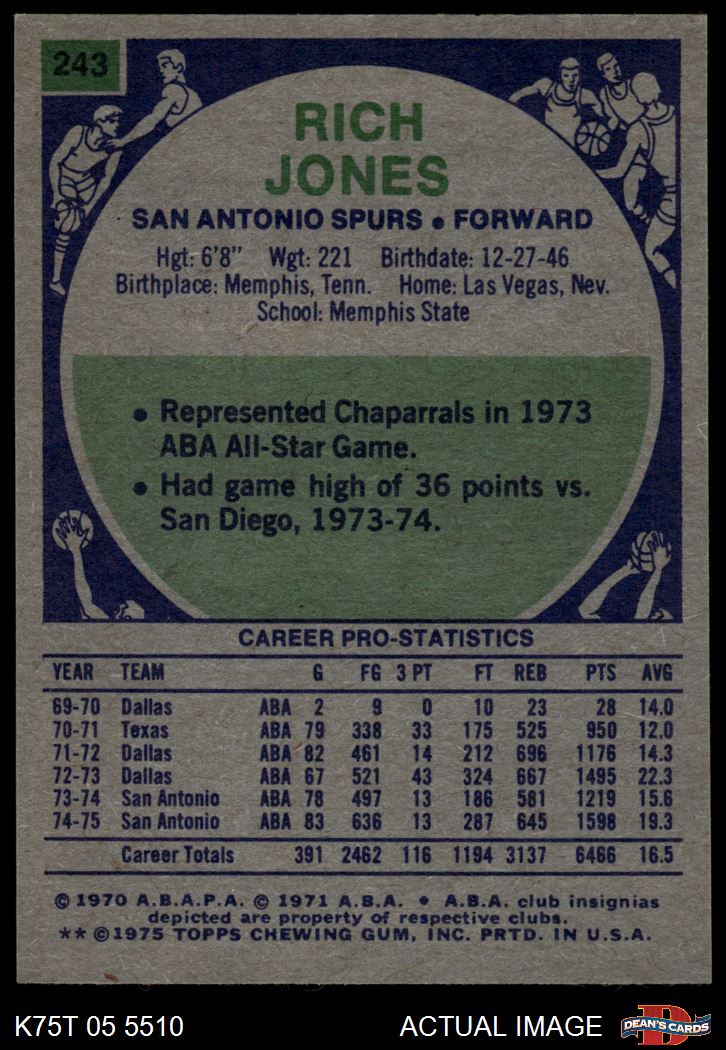 243
RICH
JONES
SAN ANTONIO SPURS • FORWARD
Hgt: 6'8" Wgt: 221 Birthdate: 12-27-46
Birthplace: Memphis, Tenn. Home: Las Vegas, Nev.
School: Memphis State
• Represented Chaparrals in 1973
ABA All-Star Game.
• Had game high of 36 points vs.
San Diego, 1973-74.
CAREER PRO-STATISTICS
YEAR TEAM G FG 3 PT FT REB PTS AVG
69-70 Dallas ABA 2 9 0 10 23 28 14.0
70-71 Texas ABA 79 338 33 175 525 950 12.0
71-72 Dallas ABA 82 461 14 212 696 1176 14.3
72-73 Dallas ABA 67 521 43 324 667 1495 22.3
73-74 San Antonio ABA 78 497 13 186 581 1219 15.6
74-75 San Antonio ABA 83 636 13 287 645 1598 19.3
Career Totals 391 2462 116 1194 3137 6466 16.5
© 1970 A.B.A.P.A. © 1971 A.B.A. • A.B.A. club insignias
depicted are property of respective clubs.
** © 1975 TOPPS CHEWING GUM, INC. PRTD. IN U.S.A.
K75T 05 5510 ACTUAL IMAGE
DEAN'S CARDS